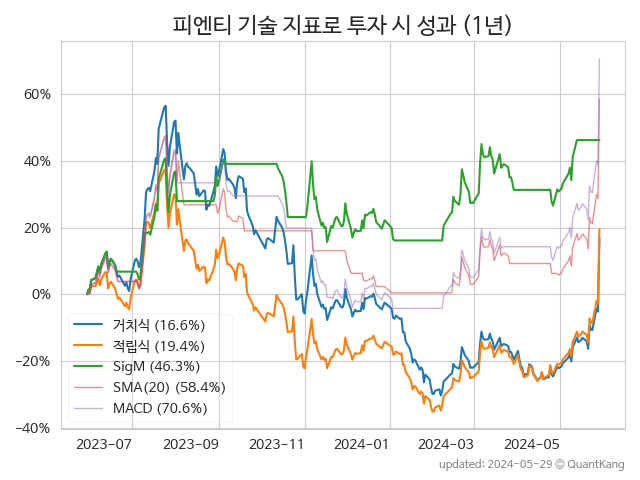 피엔티 기술 지표로 투자 시 성과 (1년)
60%
40%
20%
0%
−20%
−40%
거치식 (16.6%)
적립식 (19.4%)
SigM (46.3%)
SMA(20) (58.4%)
MACD (70.6%)
2023-07
2023-09
2023-11
2024-01
2024-03
2024-05
updated: 2024-05-29 © QuantKang